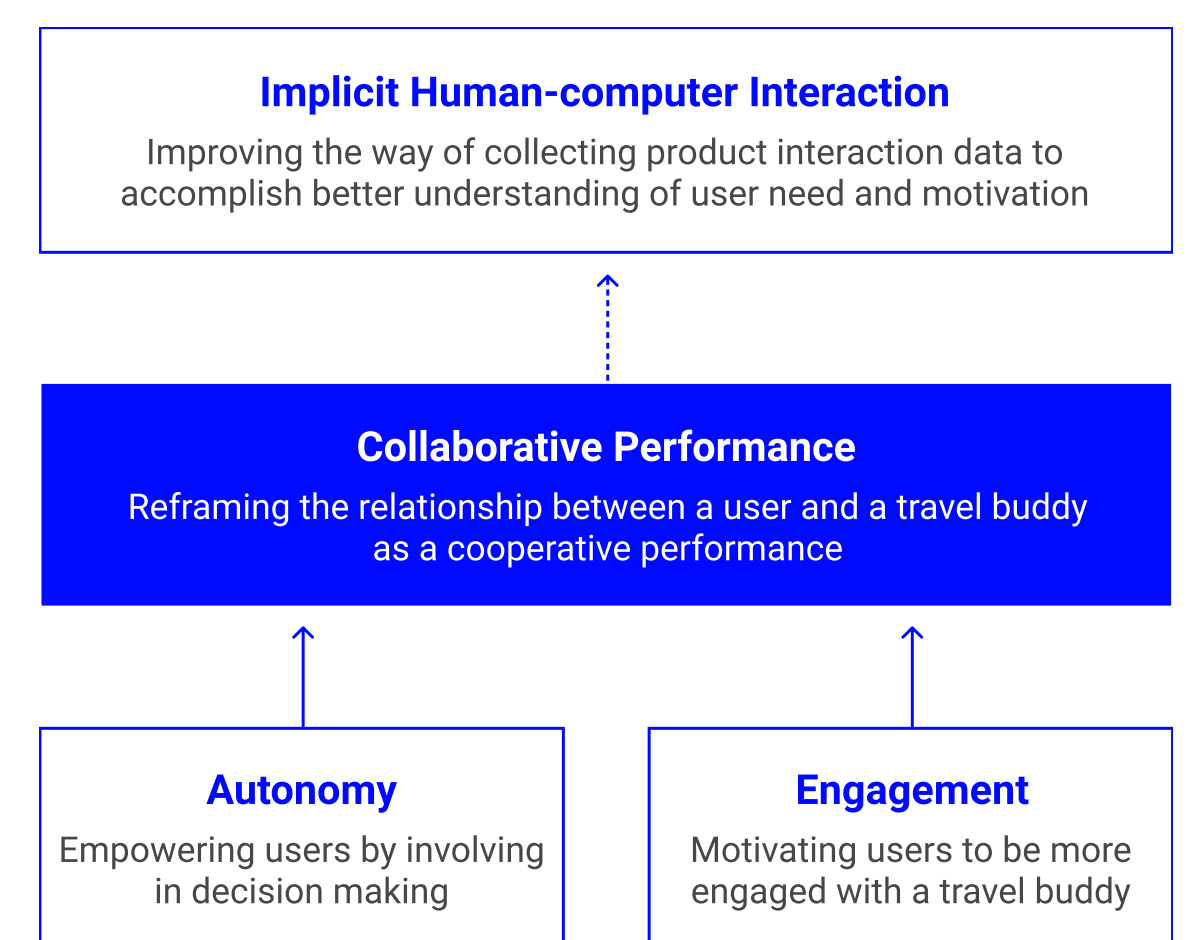 Implicit Human-computer Interaction
Improving the way of collecting product interaction data to
accomplish better understanding of user need and motivation
Collaborative Performance
Reframing the relationship between a user and a travel buddy
as a cooperative performance
Autonomy
Empowering users by involving
in decision making
Engagement
Motivating users to be more
engaged with a travel buddy